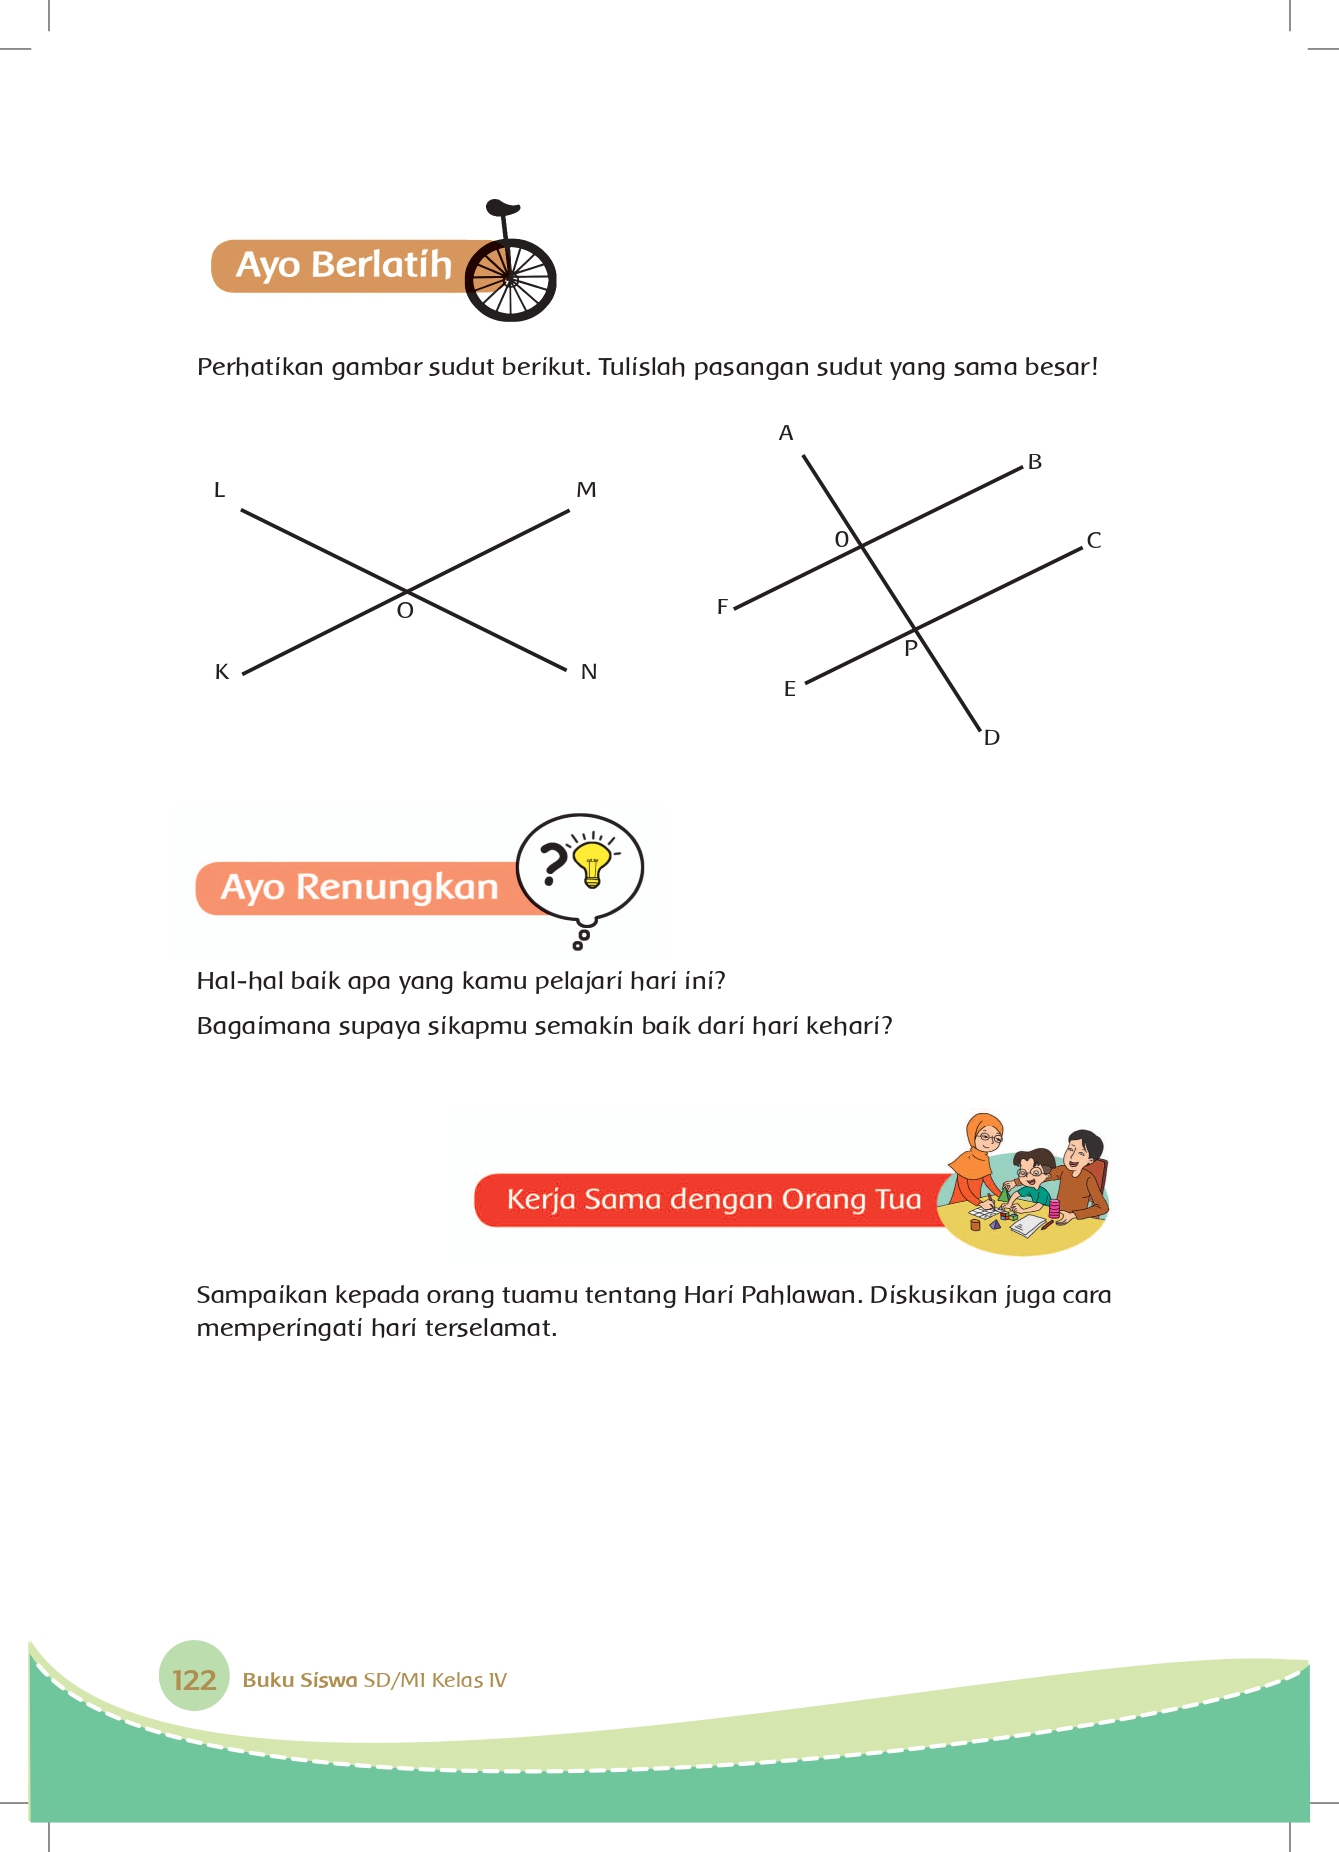 Ayo Berlatih
Perhatikan gambar sudut berikut. Tulislah pasangan sudut yang sama besar!
A
B
L
M
O
C
F
O
P
K
N
E
D
?
Ayo Renungkan
Hal-hal baik apa yang kamu pelajari hari ini?
Bagaimana supaya sikapmu semakin baik dari hari kehari?
Kerja Sama dengan Orang Tua
Sampaikan kepada orang tuamu tentang Hari Pahlawan. Diskusikan juga cara
memperingati hari terselamat.
122 Buku Siswa SD/MI Kelas IV